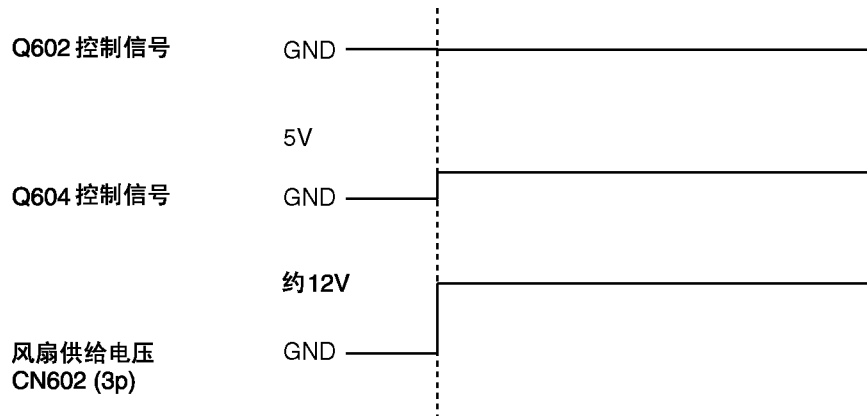 Q602 控制信号 GND
5V
Q604 控制信号 GND
约12V
风扇供给电压 GND
CN602 (3p)